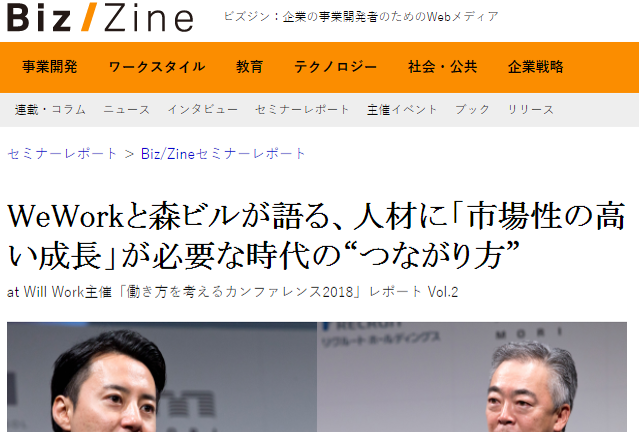 Biz/Zine
ビズジン：企業の事業開発者のためのWebメディア
事業開発 ワークスタイル 教育 テクノロジー 社会・公共 企業戦略
連載・コラム ニュース インタビュー セミナーレポート 主催イベント ブック リリース
セミナーレポート ＞ Biz/Zineセミナーレポート
WeWorkと森ビルが語る、人材に「市場性の高
い成長」が必要な時代の“つながり方”
at Will Work主催「働き方を考えるカンファレンス2018」レポート Vol.2
RECRUIT
リクルートホールディングス
MORI